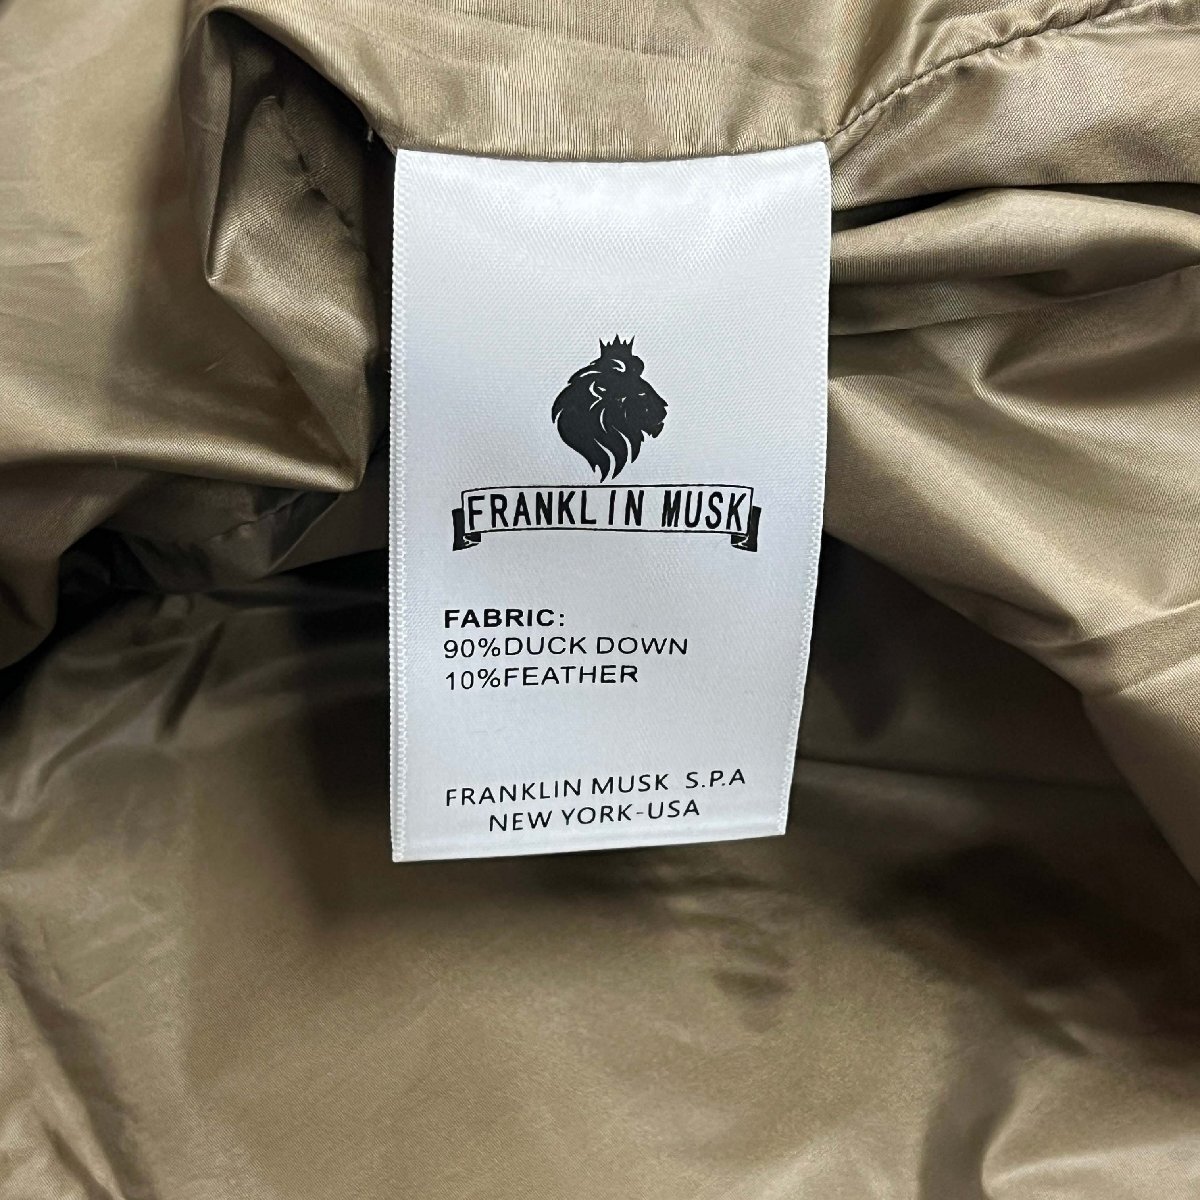 FRANKLIN MUSK
FABRIC:
90%DUCK DOWN
10%FEATHER
FRANKLIN MUSK S.P.A
NEW YORK-USA